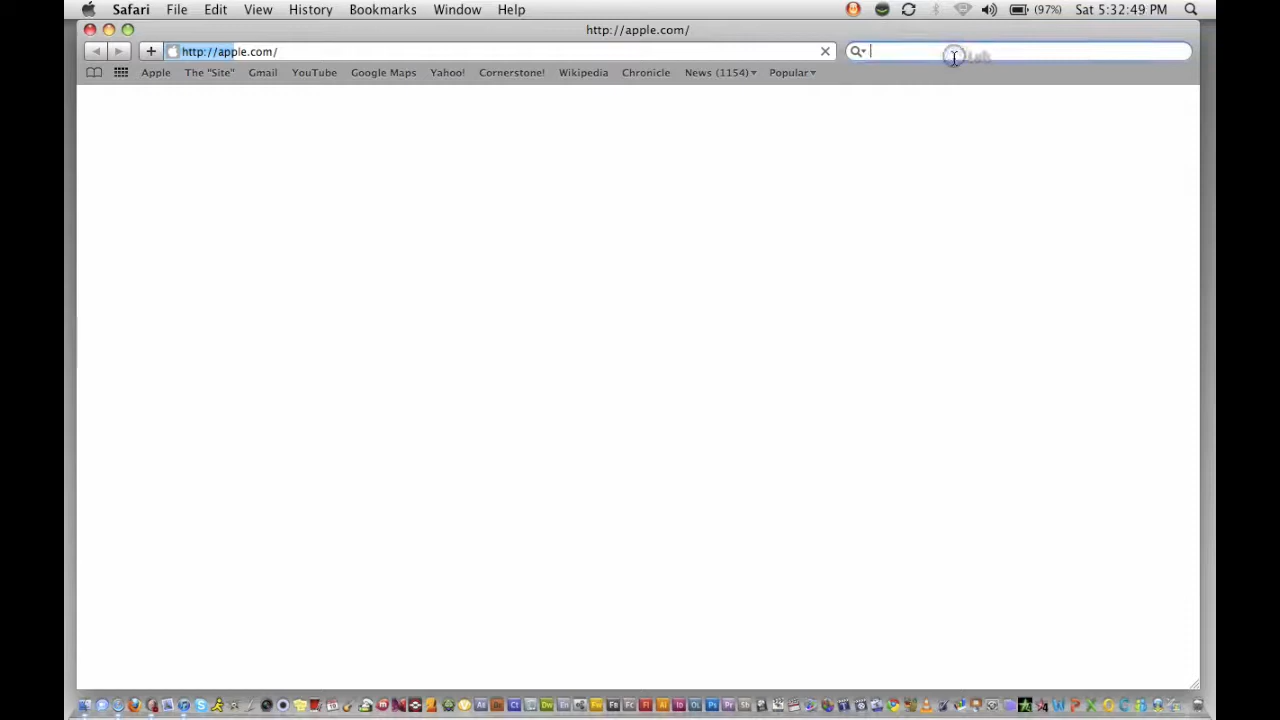 Safari File Edit View History Bookmarks Window Help (97%) Sat 5:32:49 PM
http://apple.com/
http://apple.com/
Apple The "Site" Gmail YouTube Google Maps Yahoo! Cornerstone! Wikipedia Chronicle News (1154) Popular